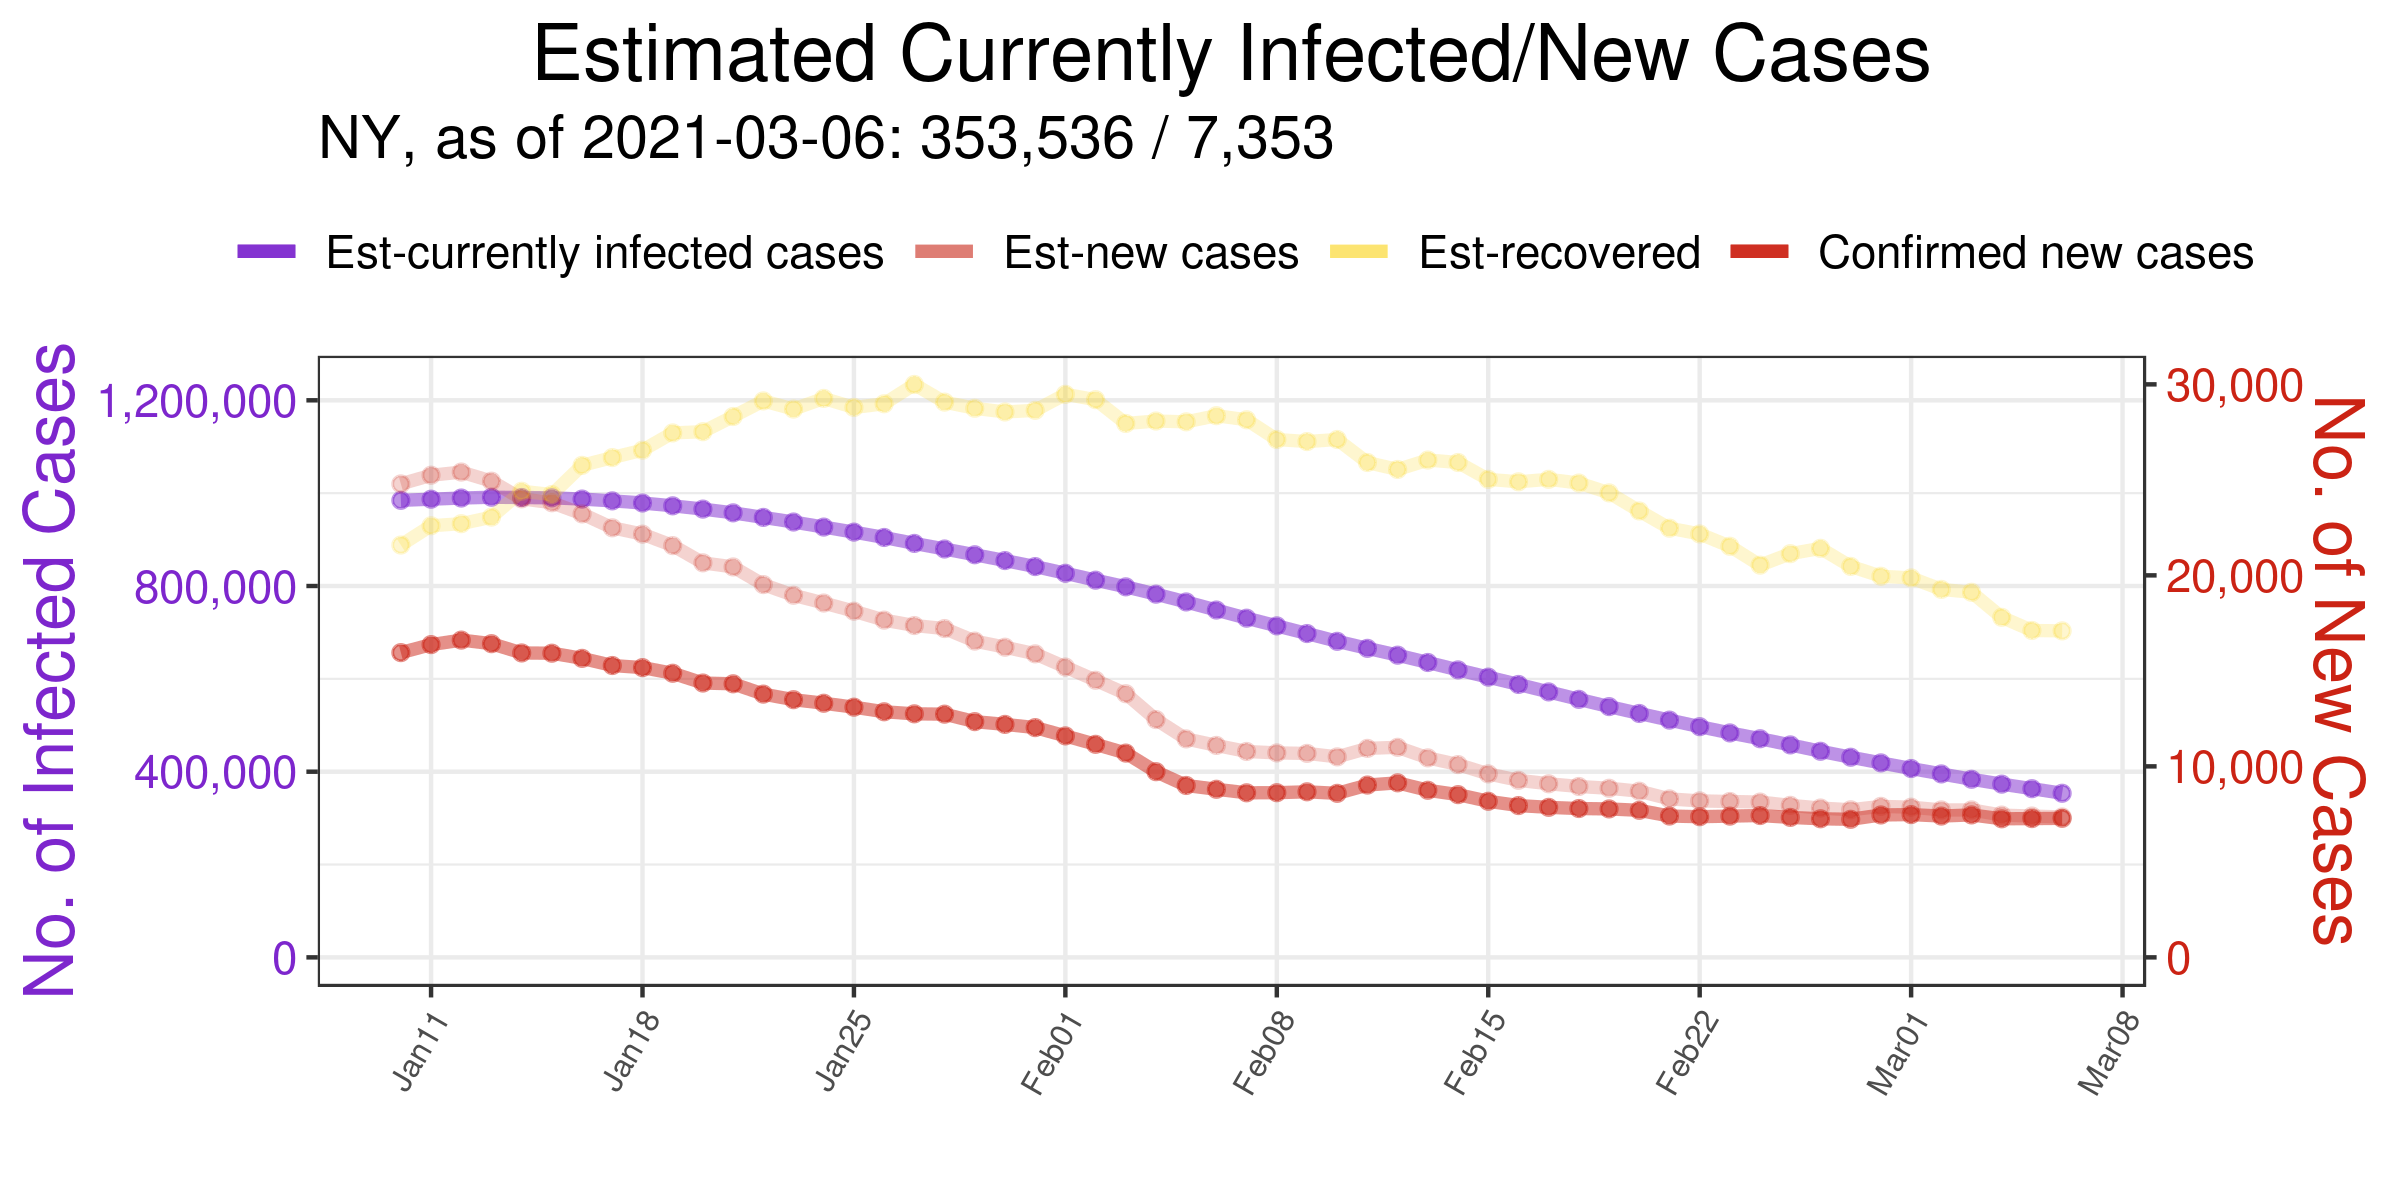 Estimated Currently Infected/New Cases
NY, as of 2021-03-06: 353,536 / 7,353
Est-currently infected cases
Est-new cases
Est-recovered
Confirmed new cases
No. of Infected Cases
1,200,000
800,000
400,000
0
30,000
20,000
10,000
0
No. of New Cases
Jan11
Jan18
Jan25
Feb01
Feb08
Feb15
Feb22
Mar01
Mar08